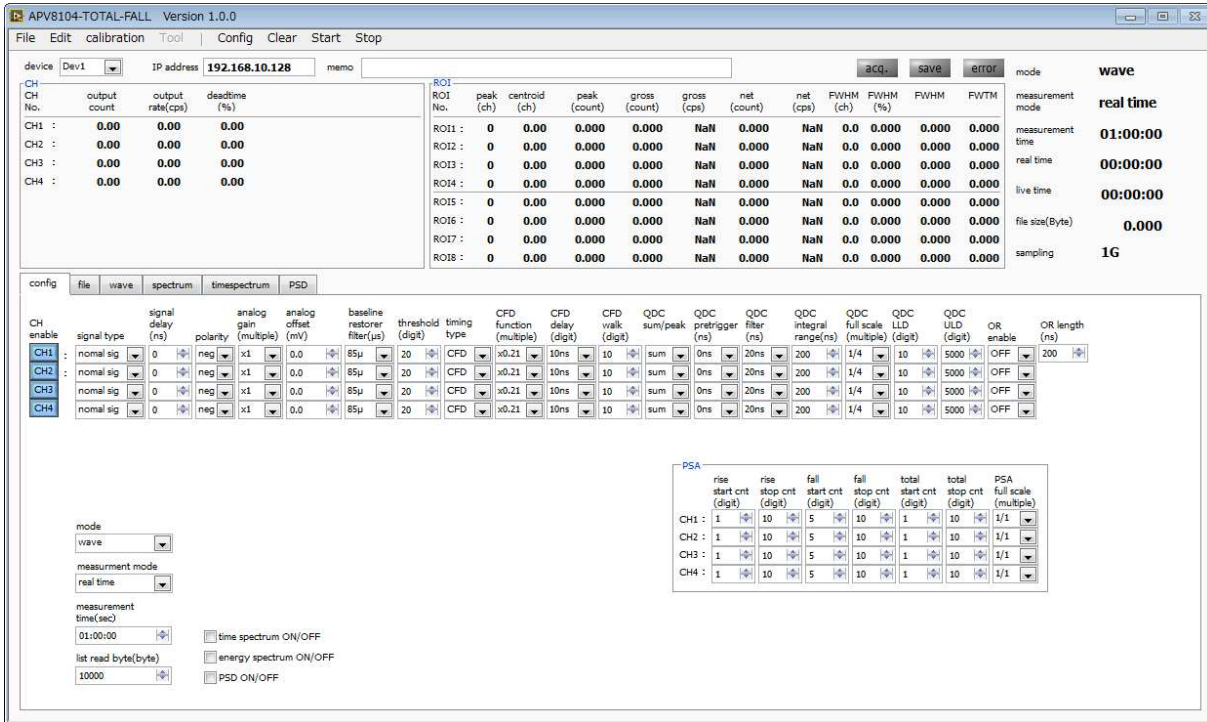 APV8104-TOTAL-FALL Version 1.0.0
File Edit calibration Tool | Config Clear Start Stop
device Dev1 IP address 192.168.10.128 memo acq. save error
mode wave
measurement mode real time
measurement time 01:00:00
real time 00:00:00
live time 00:00:00
file size(Byte) 0.000
sampling 1G
CH
CH No. output count output rate(cps) deadtime (%)
CH1 : 0.00 0.00 0.00
CH2 : 0.00 0.00 0.00
CH3 : 0.00 0.00 0.00
CH4 : 0.00 0.00 0.00
ROI
ROI No. peak (ch) centroid (ch) peak (count) gross (count) gross (cps) net (count) net (cps) FWHM (ch) FWHM (%) FWHM FWTM
ROI1 : 0 0.00 0.000 0.000 NaN 0.000 NaN 0.0 0.000 0.000 0.000
ROI2 : 0 0.00 0.000 0.000 NaN 0.000 NaN 0.0 0.000 0.000 0.000
ROI3 : 0 0.00 0.000 0.000 NaN 0.000 NaN 0.0 0.000 0.000 0.000
ROI4 : 0 0.00 0.000 0.000 NaN 0.000 NaN 0.0 0.000 0.000 0.000
ROI5 : 0 0.00 0.000 0.000 NaN 0.000 NaN 0.0 0.000 0.000 0.000
ROI6 : 0 0.00 0.000 0.000 NaN 0.000 NaN 0.0 0.000 0.000 0.000
ROI7 : 0 0.00 0.000 0.000 NaN 0.000 NaN 0.0 0.000 0.000 0.000
ROI8 : 0 0.00 0.000 0.000 NaN 0.000 NaN 0.0 0.000 0.000 0.000
config file wave spectrum timespectrum PSD
CH enable signal type signal delay (ns) polarity analog gain (multiple) analog offset (mV) baseline restorer filter(μs) threshold (digit) timing type CFD function (multiple) CFD delay (digit) CFD walk (digit) QDC sum/peak QDC pretrigger (ns) QDC filter (ns) QDC integral range(ns) QDC full scale (multiple) QDC LLD (digit) QDC ULD (digit) OR enable OR length (ns)
CH1 : nomal sig 0 neg x1 0.0 85μ 20 CFD x0.21 10ns 10 sum 0ns 20ns 200 1/4 10 5000 OFF 200
CH2 : nomal sig 0 neg x1 0.0 85μ 20 CFD x0.21 10ns 10 sum 0ns 20ns 200 1/4 10 5000 OFF
CH3 nomal sig 0 neg x1 0.0 85μ 20 CFD x0.21 10ns 10 sum 0ns 20ns 200 1/4 10 5000 OFF
CH4 nomal sig 0 neg x1 0.0 85μ 20 CFD x0.21 10ns 10 sum 0ns 20ns 200 1/4 10 5000 OFF
PSA
rise start cnt (digit) rise stop cnt (digit) fall start cnt (digit) fall stop cnt (digit) total start cnt (digit) total stop cnt (digit) PSA full scale (multiple)
CH1 : 1 10 5 10 1 10 1/1
CH2 : 1 10 5 10 1 10 1/1
CH3 : 1 10 5 10 1 10 1/1
CH4 : 1 10 5 10 1 10 1/1
mode
wave
measurment mode
real time
measurement
time(sec)
01:00:00
list read byte(byte)
10000
time spectrum ON/OFF
energy spectrum ON/OFF
PSD ON/OFF